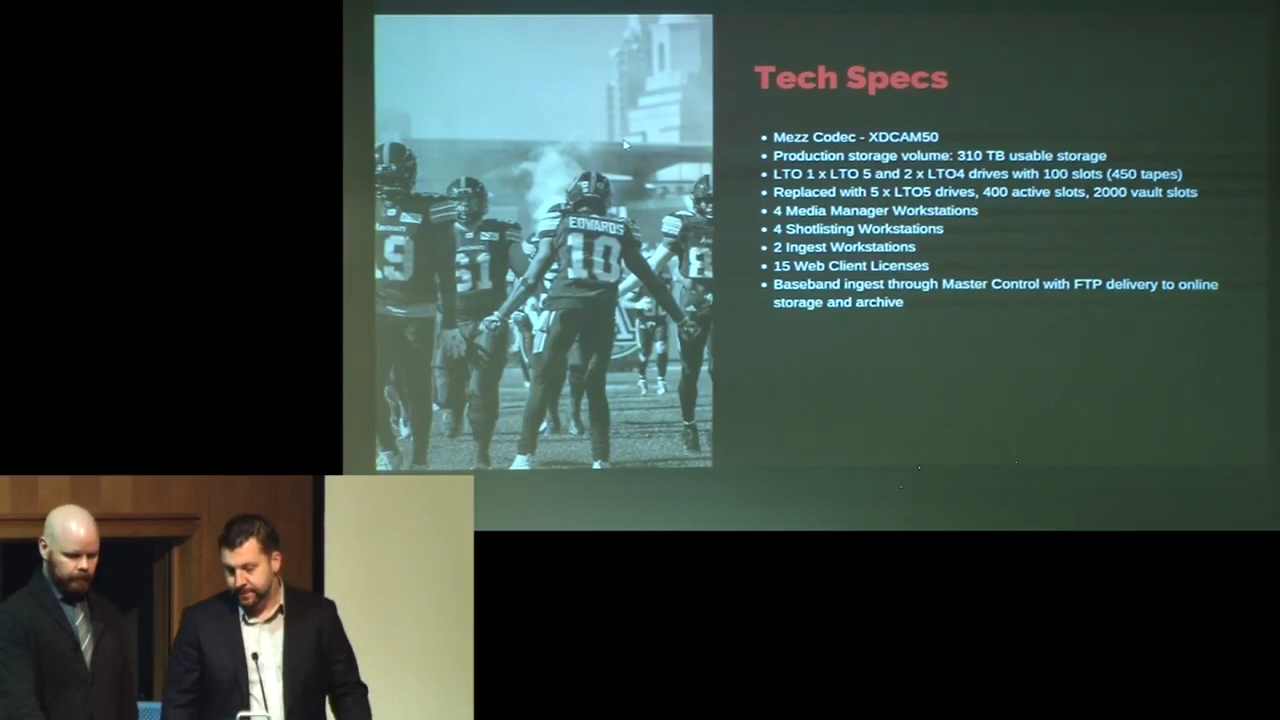 Tech Specs
• Mezz Codec - XDCAM50
• Production storage volume: 310 TB usable storage
• LTO 1 x LTO 5 and 2 x LTO4 drives with 100 slots (450 tapes)
• Replaced with 5 x LTO5 drives, 400 active slots, 2000 vault slots
• 4 Media Manager Workstations
• 4 Shotlisting Workstations
• 2 Ingest Workstations
• 15 Web Client Licenses
• Baseband ingest through Master Control with FTP delivery to online
storage and archive
EDWARDS
10
9
51
8